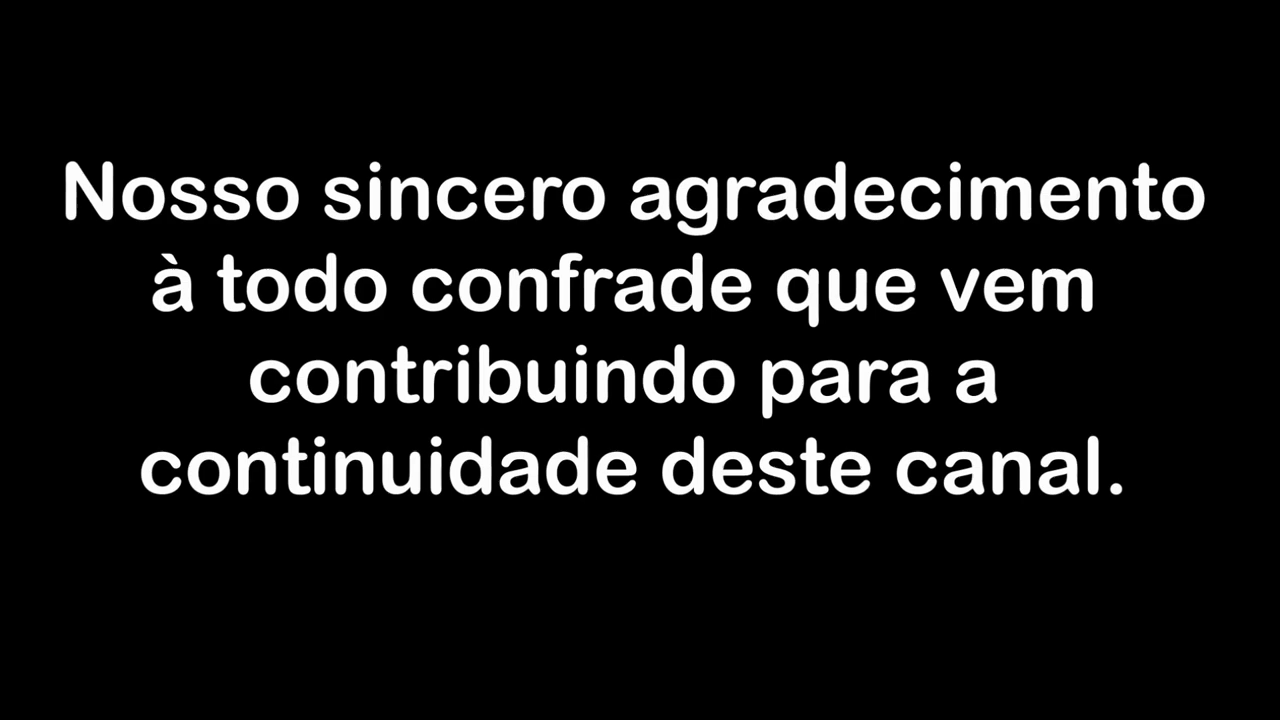 Nosso sincero agradecimento
à todo confrade que vem
contribuindo para a
continuidade deste canal.